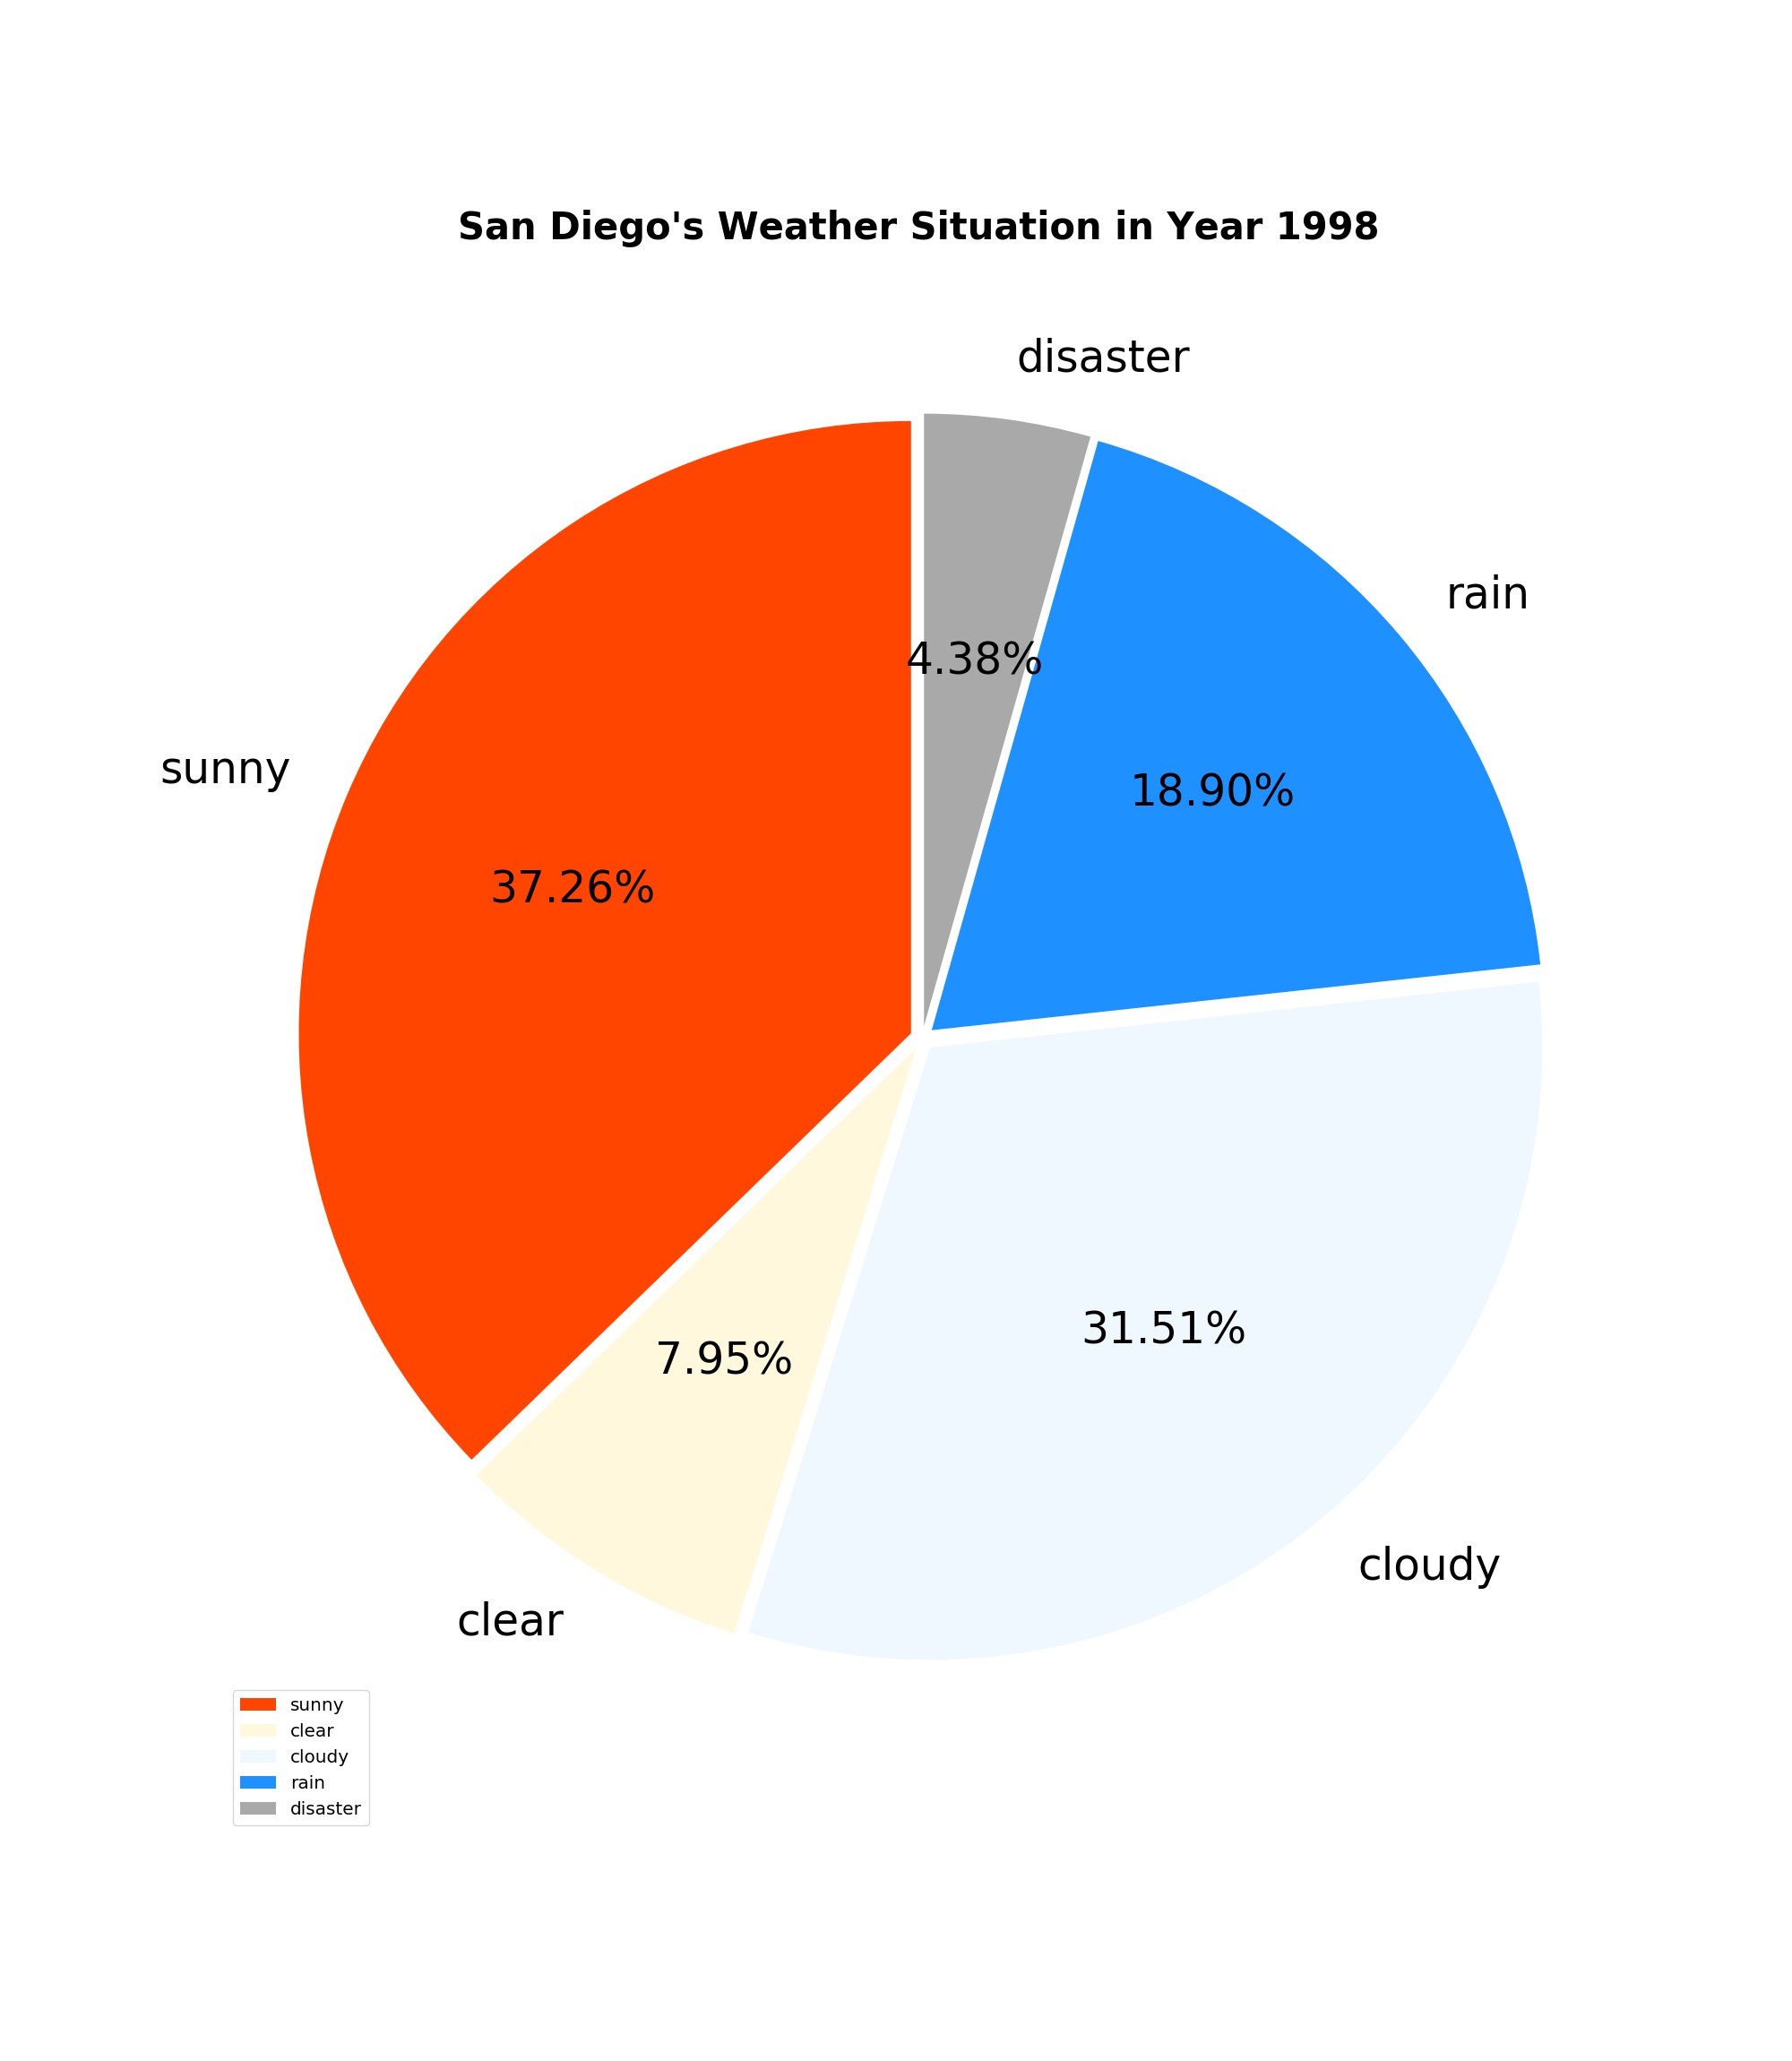 San Diego's Weather Situation in Year 1998
disaster
rain
4.38%
sunny
18.90%
37.26%
31.51%
7.95%
cloudy
clear
sunny
clear
cloudy
rain
disaster